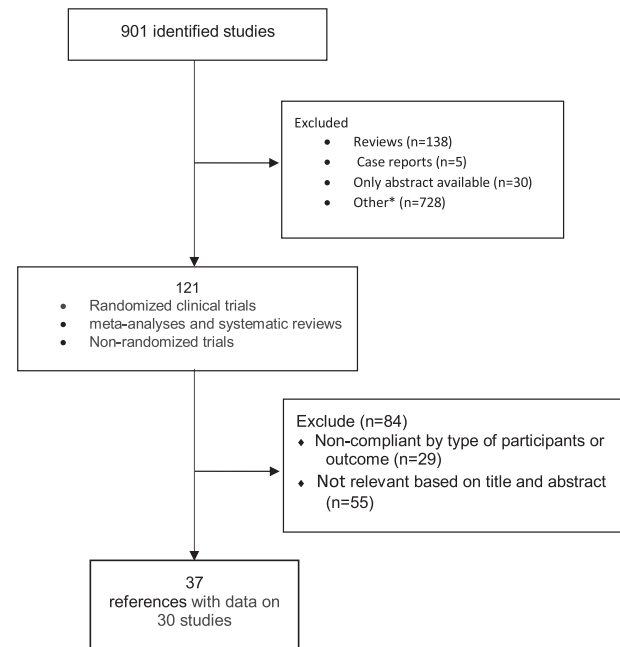 901 identified studies
Excluded
• Reviews (n=138)
• Case reports (n=5)
• Only abstract available (n=30)
• Other* (n=728)
121
• Randomized clinical trials
• meta-analyses and systematic reviews
• Non-randomized trials
Exclude (n=84)
♦ Non-compliant by type of participants or
outcome (n=29)
♦ Not relevant based on title and abstract
(n=55)
37
references with data on
30 studies